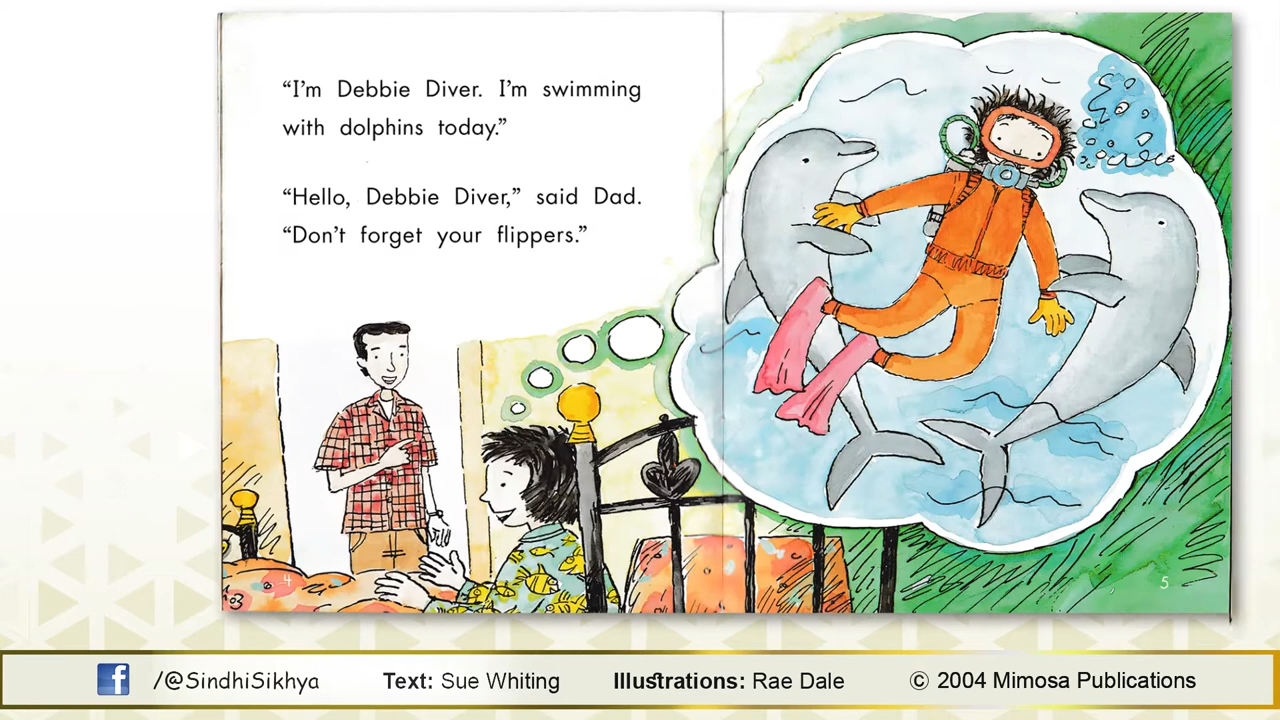 “I’m Debbie Diver. I’m swimming
with dolphins today.”
“Hello, Debbie Diver,” said Dad.
“Don’t forget your flippers.”
4
5
f /@SindhiSikhya Text: Sue Whiting Illustrations: Rae Dale © 2004 Mimosa Publications